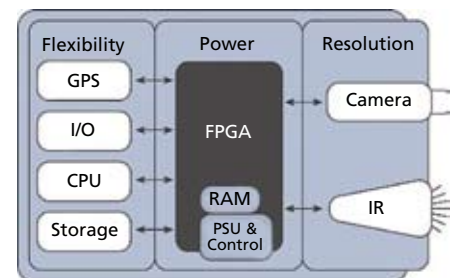 Flexibility
Power
Resolution
GPS
I/O
CPU
Storage
FPGA
RAM
PSU &
Control
Camera
IR